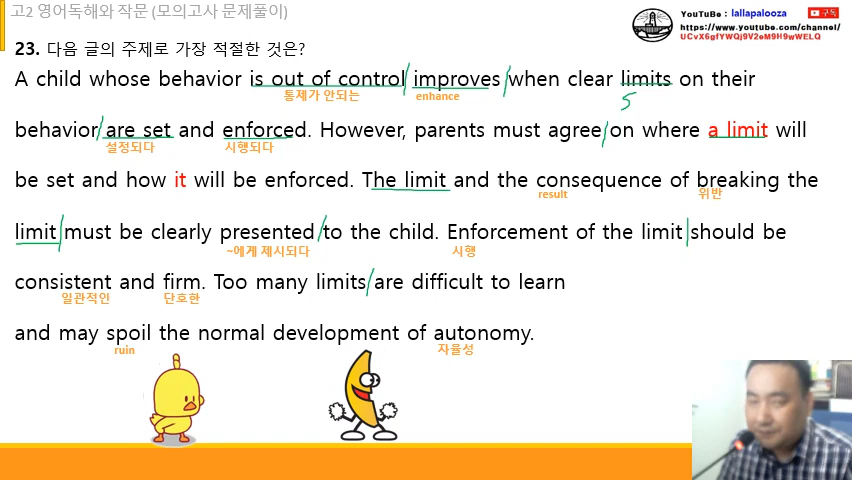 고2 영어독해와 작문 (모의고사 문제풀이)
YouTuBe : lallapalooza 구독
https://www.youtube.com/channel/
UCvX6gfYWQj9V2eM9H9wWELQ
23. 다음 글의 주제로 가장 적절한 것은?
A child whose behavior is out of control improves when clear limits on their
통제가 안되는 enhance S
behavior are set and enforced. However, parents must agree on where a limit will
설정되다 시행되다
be set and how it will be enforced. The limit and the consequence of breaking the
result 위반
limit must be clearly presented to the child. Enforcement of the limit should be
~에게 제시되다 시행
consistent and firm. Too many limits are difficult to learn
일관적인 단호한
and may spoil the normal development of autonomy.
ruin 자율성